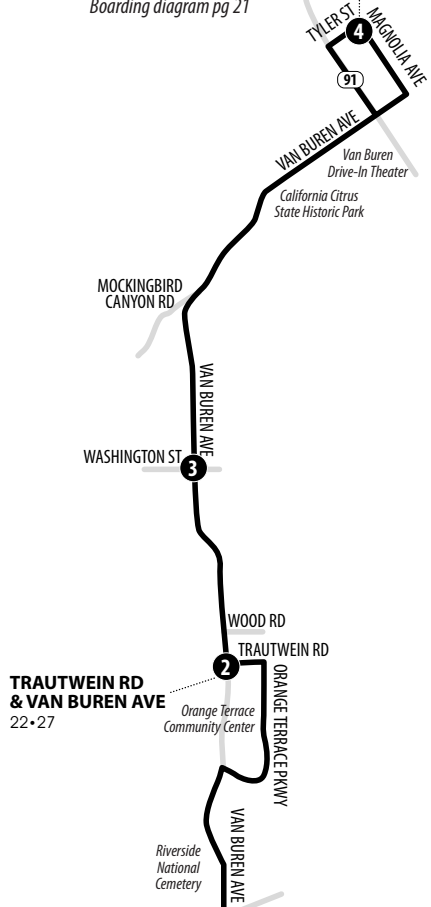 Boarding diagram pg 21
TYLER ST
4
MAGNOLIA AVE
91
VAN BUREN AVE
Van Buren
Drive-In Theater
California Citrus
State Historic Park
MOCKINGBIRD
CANYON RD
VAN BUREN AVE
WASHINGTON ST
3
WOOD RD
2
TRAUTWEIN RD
TRAUTWEIN RD
& VAN BUREN AVE
22•27
Orange Terrace
Community Center
ORANGE TERRACE PKWY
VAN BUREN AVE
Riverside
National
Cemetery